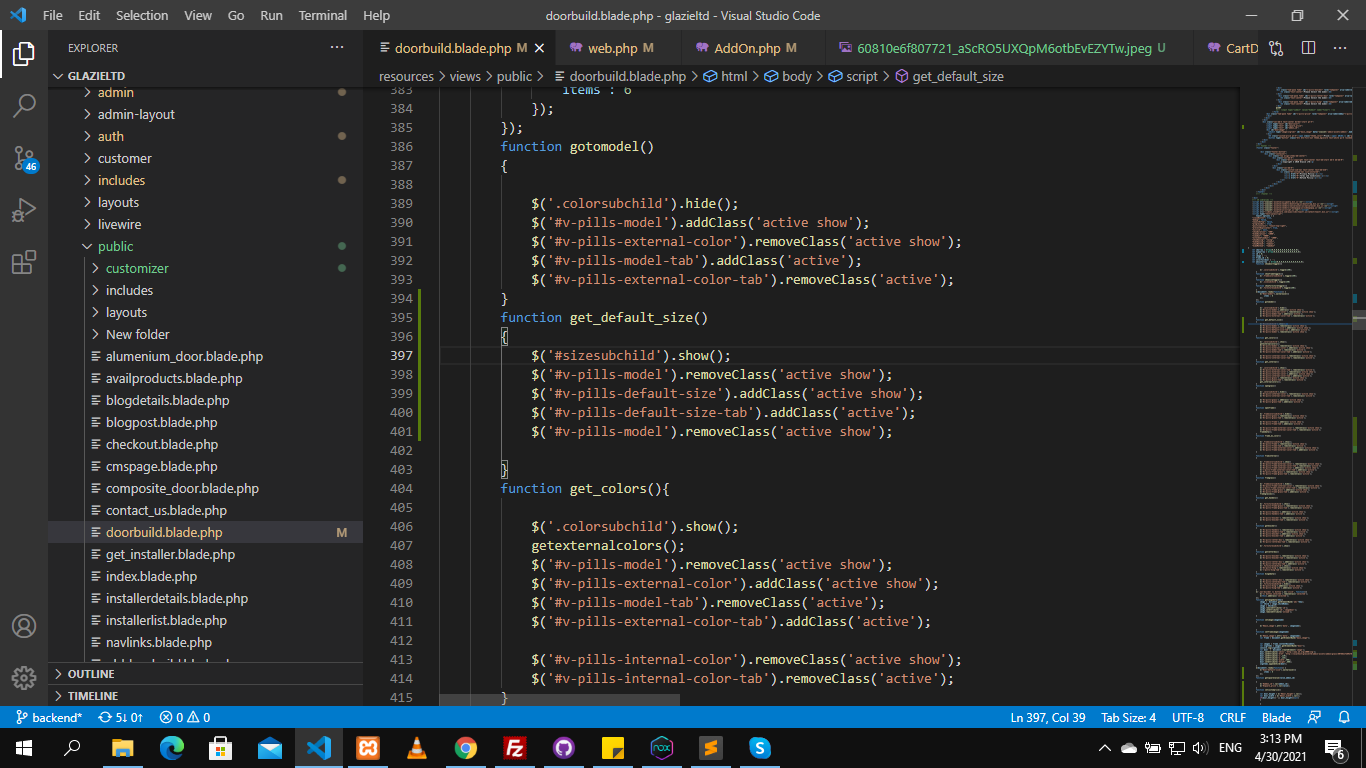 File Edit Selection View Go Run Terminal Help
doorbuild.blade.php - glazieltd - Visual Studio Code
EXPLORER
doorbuild.blade.php M
web.php M
AddOn.php M
60810e6f807721_aScRO5UXQpM6otbEvEZYTw.jpeg U
CartD
GLAZIELTD
resources > views > public > doorbuild.blade.php > html > body > script > get_default_size
admin
admin-layout
auth
customer
includes
layouts
livewire
public
customizer
includes
layouts
New folder
alumenium_door.blade.php
availproducts.blade.php
blogdetails.blade.php
blogpost.blade.php
checkout.blade.php
cmspage.blade.php
composite_door.blade.php
contact_us.blade.php
doorbuild.blade.php M
get_installer.blade.php
index.blade.php
installerdetails.blade.php
installerlist.blade.php
navlinks.blade.php
OUTLINE
TIMELINE
46
383 items : 6
384 });
385 });
386 function gotomodel()
387 {
388
389 $('.colorsubchild').hide();
390 $('#v-pills-model').addClass('active show');
391 $('#v-pills-external-color').removeClass('active show');
392 $('#v-pills-model-tab').addClass('active');
393 $('#v-pills-external-color-tab').removeClass('active');
394 }
395 function get_default_size()
396 {
397 $('#sizesubchild').show();
398 $('#v-pills-model').removeClass('active show');
399 $('#v-pills-default-size').addClass('active show');
400 $('#v-pills-default-size-tab').addClass('active');
401 $('#v-pills-model').removeClass('active show');
402
403 }
404 function get_colors(){
405
406 $('.colorsubchild').show();
407 getexternalcolors();
408 $('#v-pills-model').removeClass('active show');
409 $('#v-pills-external-color').addClass('active show');
410 $('#v-pills-model-tab').removeClass('active');
411 $('#v-pills-external-color-tab').addClass('active');
412
413 $('#v-pills-internal-color').removeClass('active show');
414 $('#v-pills-internal-color-tab').removeClass('active');
415 }
backend* 5↓ 0↑ 0 0
Ln 397, Col 39 Tab Size: 4 UTF-8 CRLF Blade
ENG
3:13 PM
4/30/2021
6